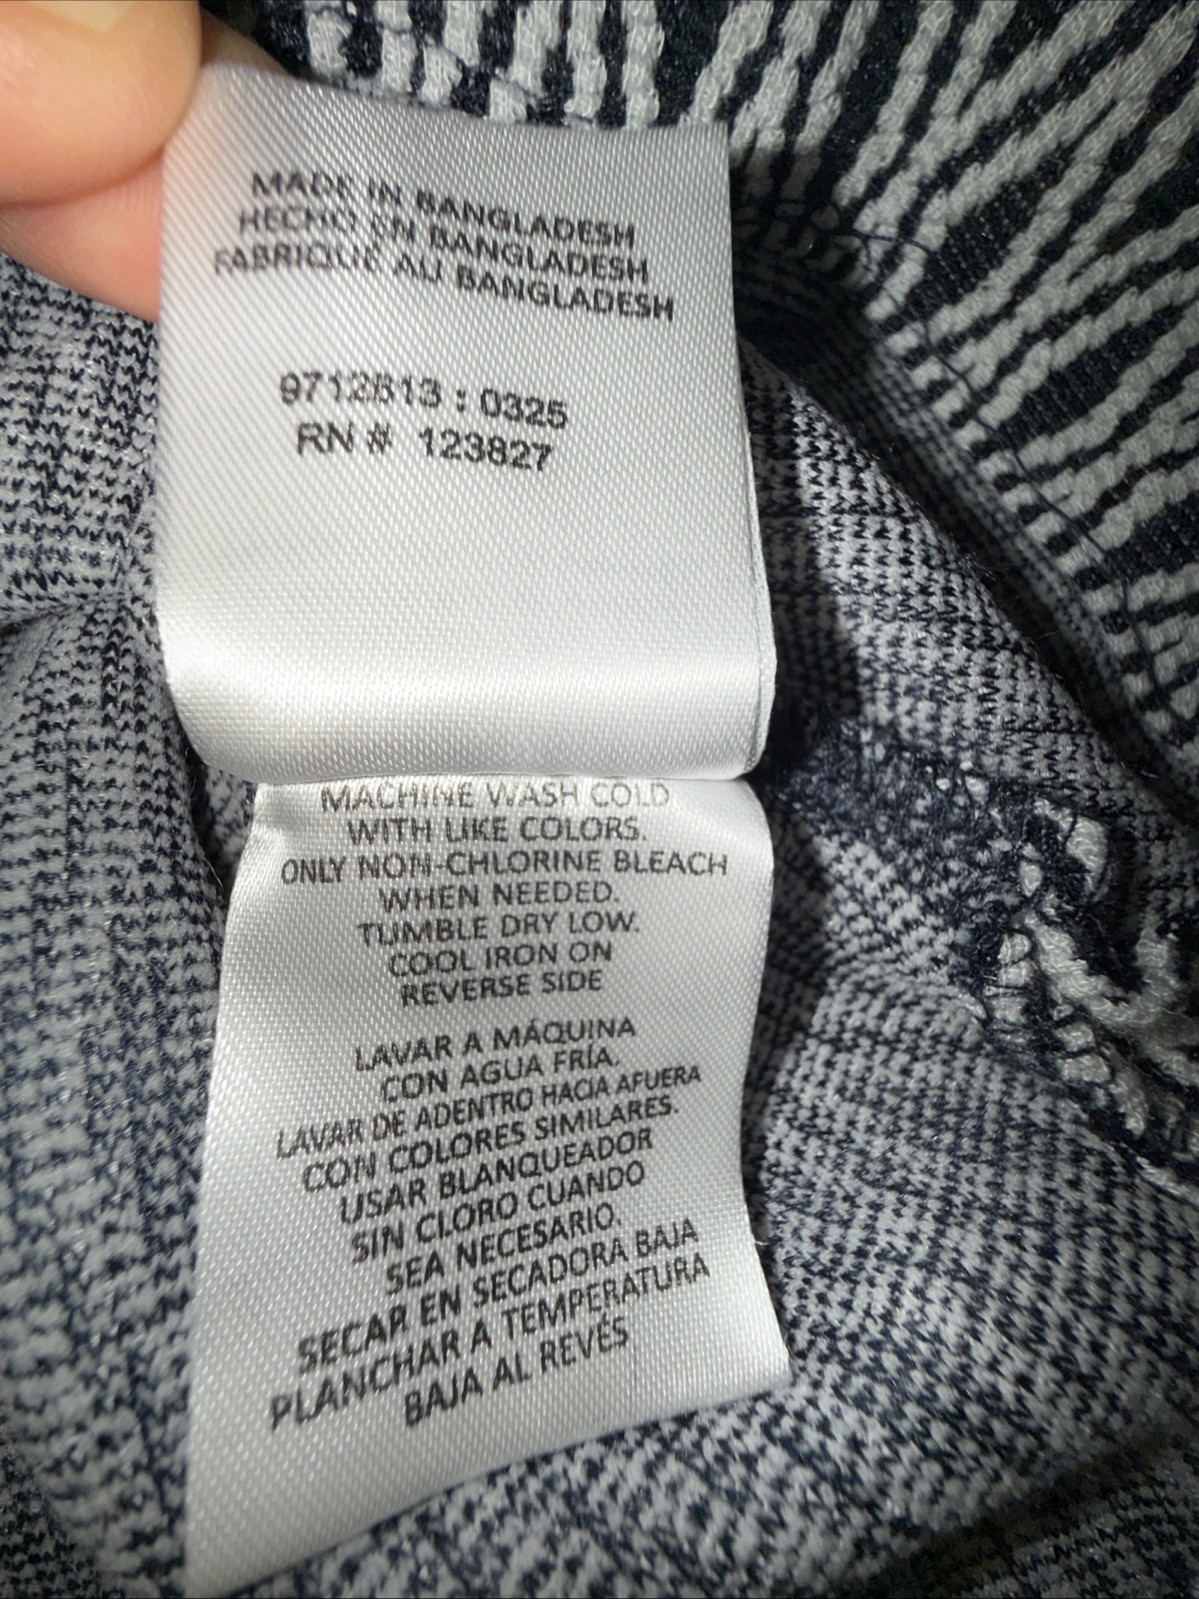 MADE IN BANGLADESH
HECHO EN BANGLADESH
FABRIQUE AU BANGLADESH
9712813 : 0325
RN # 123827
MACHINE WASH COLD
WITH LIKE COLORS.
ONLY NON-CHLORINE BLEACH
WHEN NEEDED.
TUMBLE DRY LOW.
COOL IRON ON
REVERSE SIDE
LAVAR A MÁQUINA
CON AGUA FRÍA.
LAVAR DE ADENTRO HACIA AFUERA
CON COLORES SIMILARES.
USAR BLANQUEADOR
SIN CLORO CUANDO
SEA NECESARIO.
SECAR EN SECADORA BAJA
PLANCHAR A TEMPERATURA
BAJA AL REVÉS